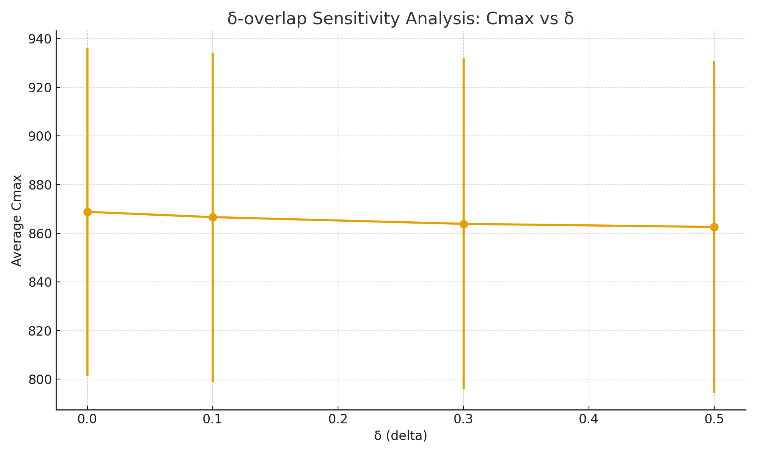 δ-overlap Sensitivity Analysis: Cmax vs δ
Average Cmax
940
920
900
880
860
840
820
800
0.0 0.1 0.2 0.3 0.4 0.5
δ (delta)